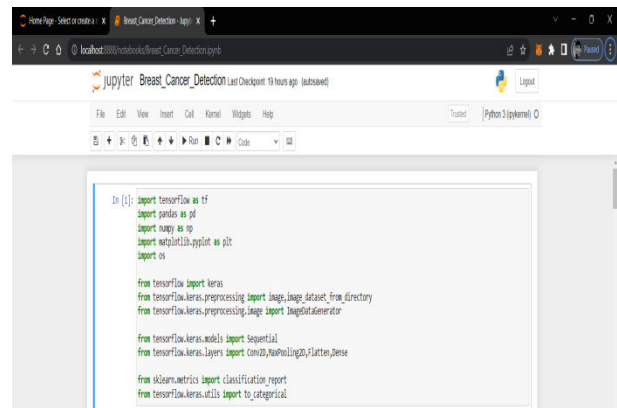 Home Page - Select or create a n X Breast_Cancer_Detection - Jupyt X +
localhost:8888/notebooks/Breast_Cancer_Detection.ipynb Paused
jupyter Breast_Cancer_Detection Last Checkpoint: 19 hours ago (autosaved) Logout
File Edit View Insert Cell Kernel Widgets Help Trusted Python 3 (ipykernel) O
Run Code
In [1]: import tensorflow as tf
import pandas as pd
import numpy as np
import matplotlib.pyplot as plt
import os
from tensorflow import keras
from tensorflow.keras.preprocessing import image,image_dataset_from_directory
from tensorflow.keras.preprocessing.image import ImageDataGenerator
from tensorflow.keras.models import Sequential
from tensorflow.keras.layers import Conv2D,MaxPooling2D,Flatten,Dense
from sklearn.metrics import classification_report
from tensorflow.keras.utils import to_categorical